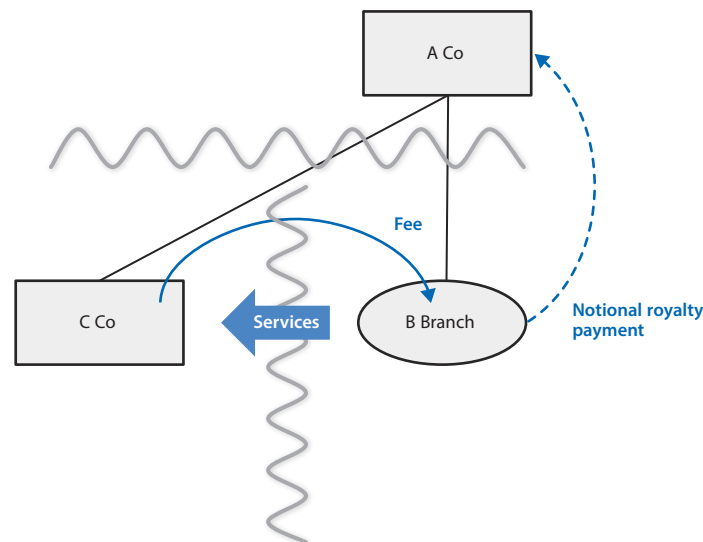 A Co
Fee
C Co
Services
B Branch
Notional royalty
payment